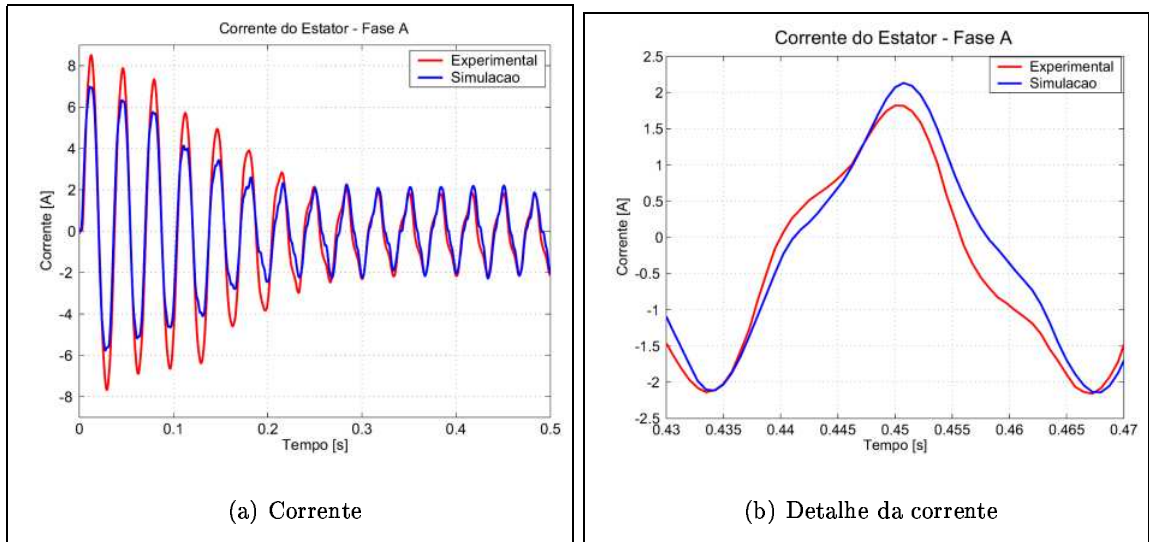 Corrente do Estator - Fase A
Experimental
Simulacao
Corrente [A]
8
6
4
2
0
-2
-4
-6
-8
0
0.1
0.2
0.3
0.4
0.5
Tempo [s]
(a) Corrente
Corrente do Estator - Fase A
Experimental
Simulacao
Corrente [A]
2.5
2
1.5
1
0.5
0
-0.5
-1
-1.5
-2
-2.5
0.43
0.435
0.44
0.445
0.45
0.455
0.46
0.465
0.47
Tempo [s]
(b) Detalhe da corrente